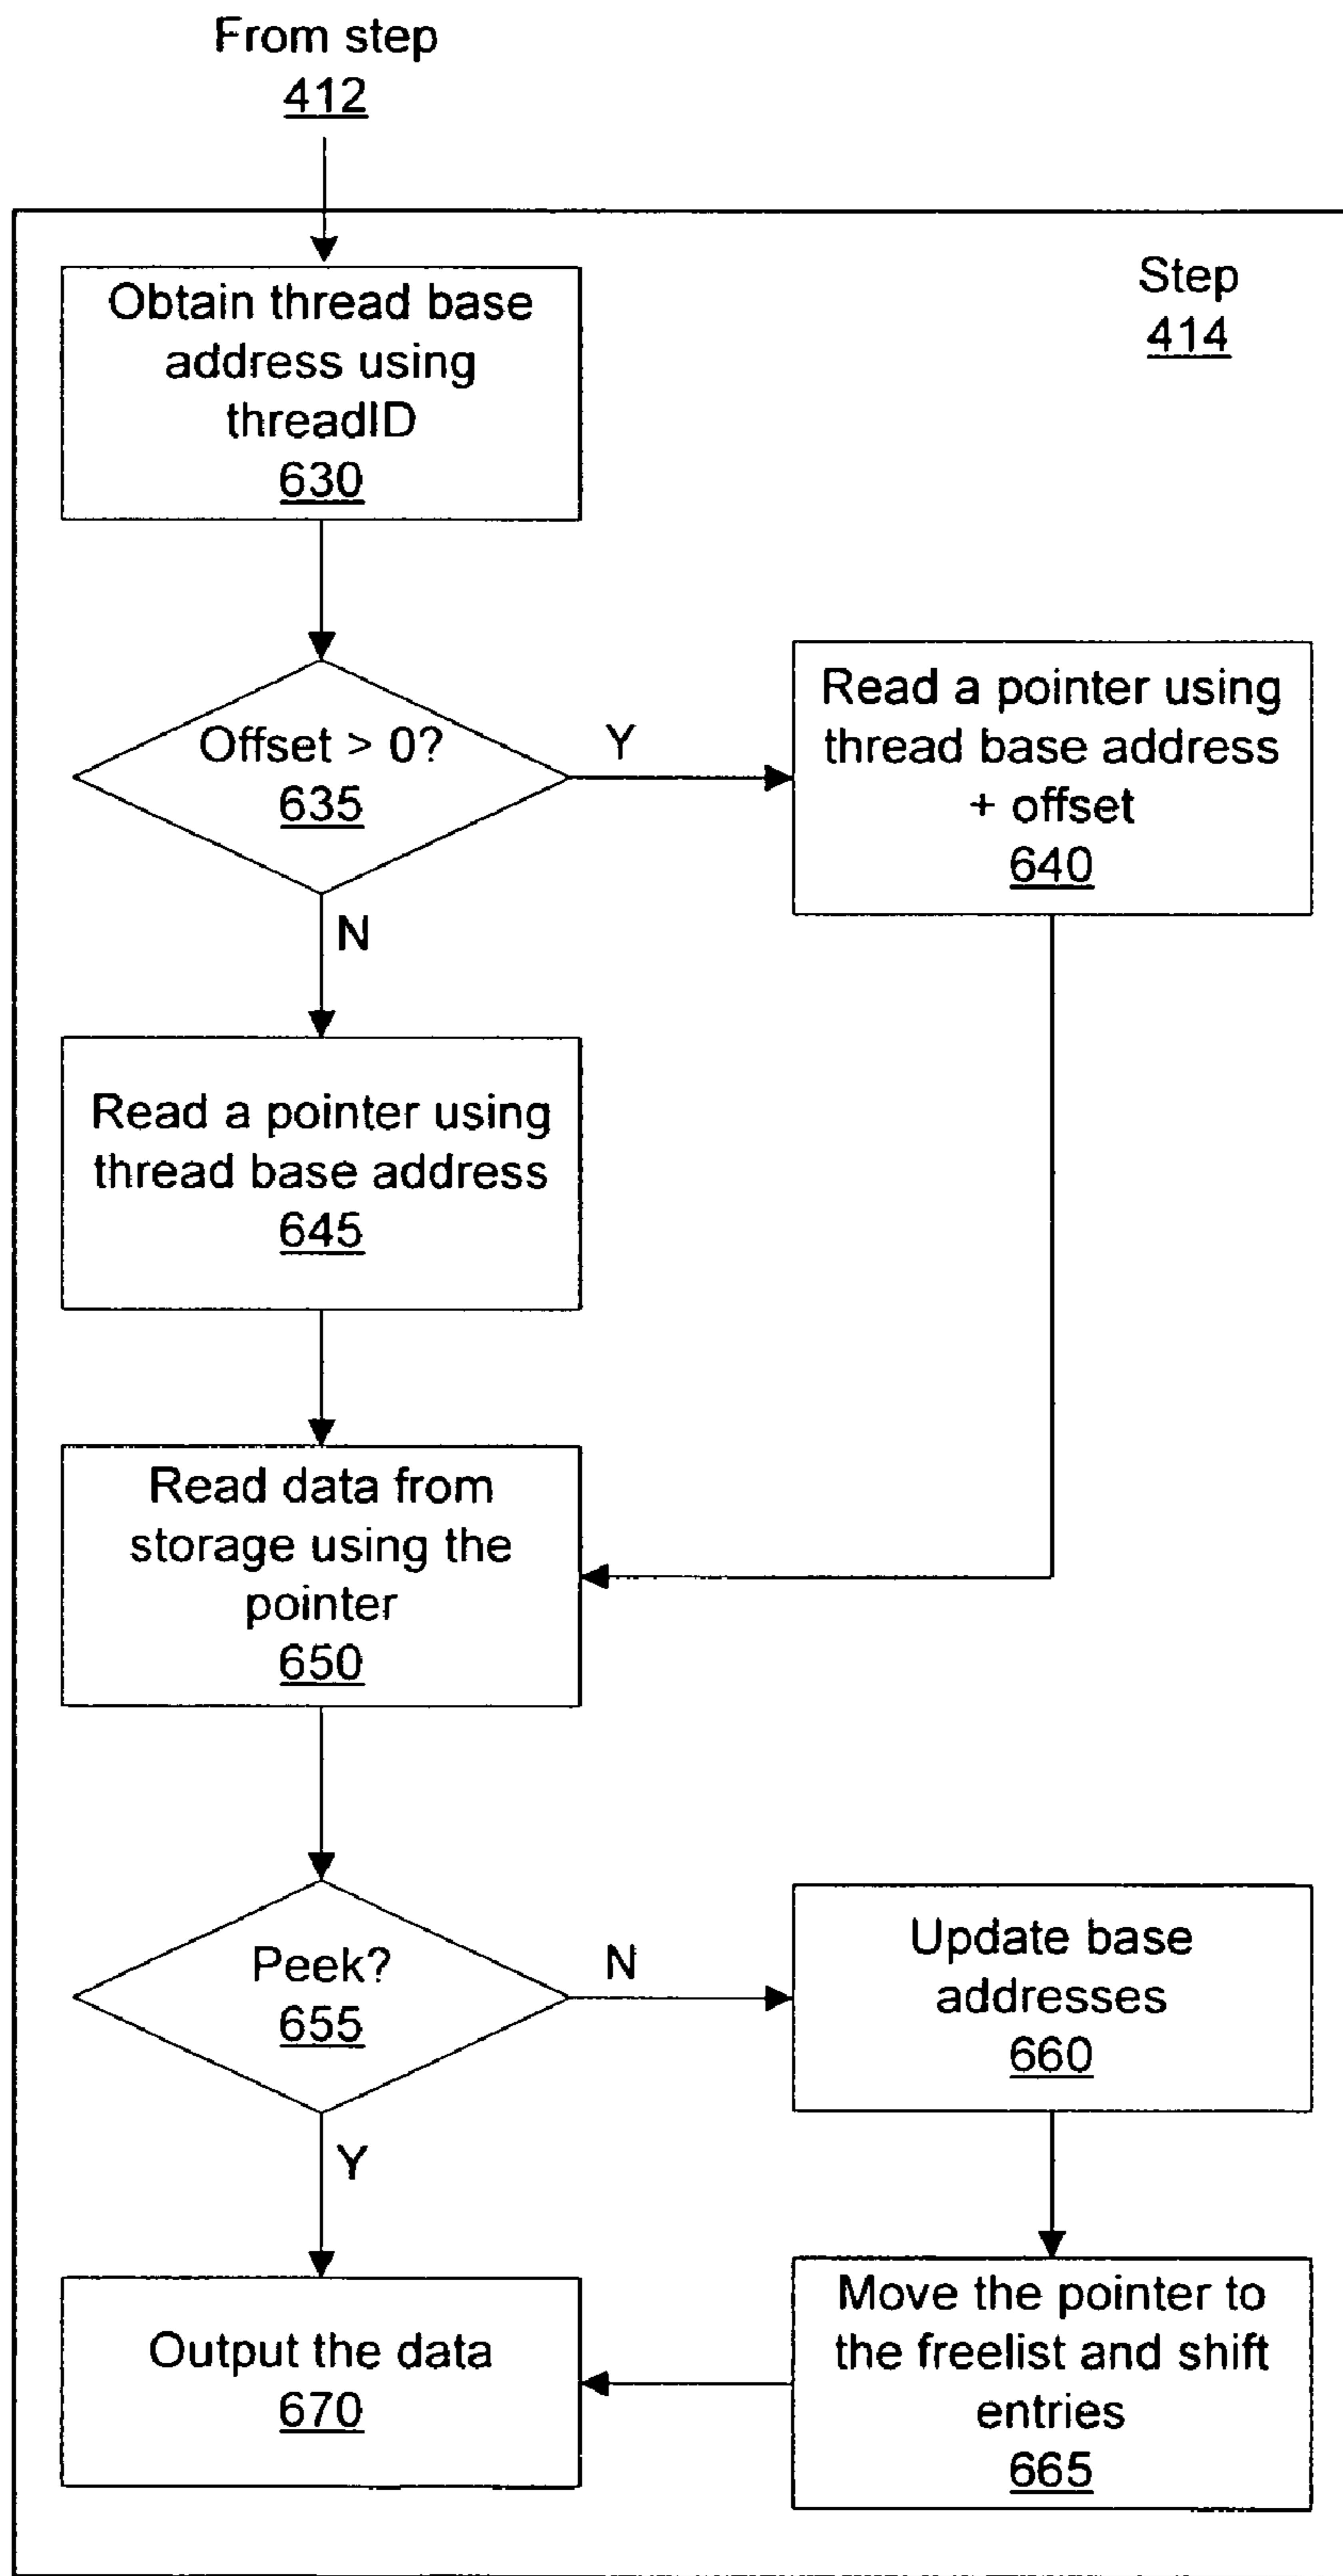 From step
412
Step
414
Obtain thread base
address using
threadID
630
Offset > 0?
635
Y
Read a pointer using
thread base address
+ offset
640
N
Read a pointer using
thread base address
645
Read data from
storage using the
pointer
650
Peek?
655
N
Update base
addresses
660
Y
Move the pointer to
the freelist and shift
entries
665
Output the data
670